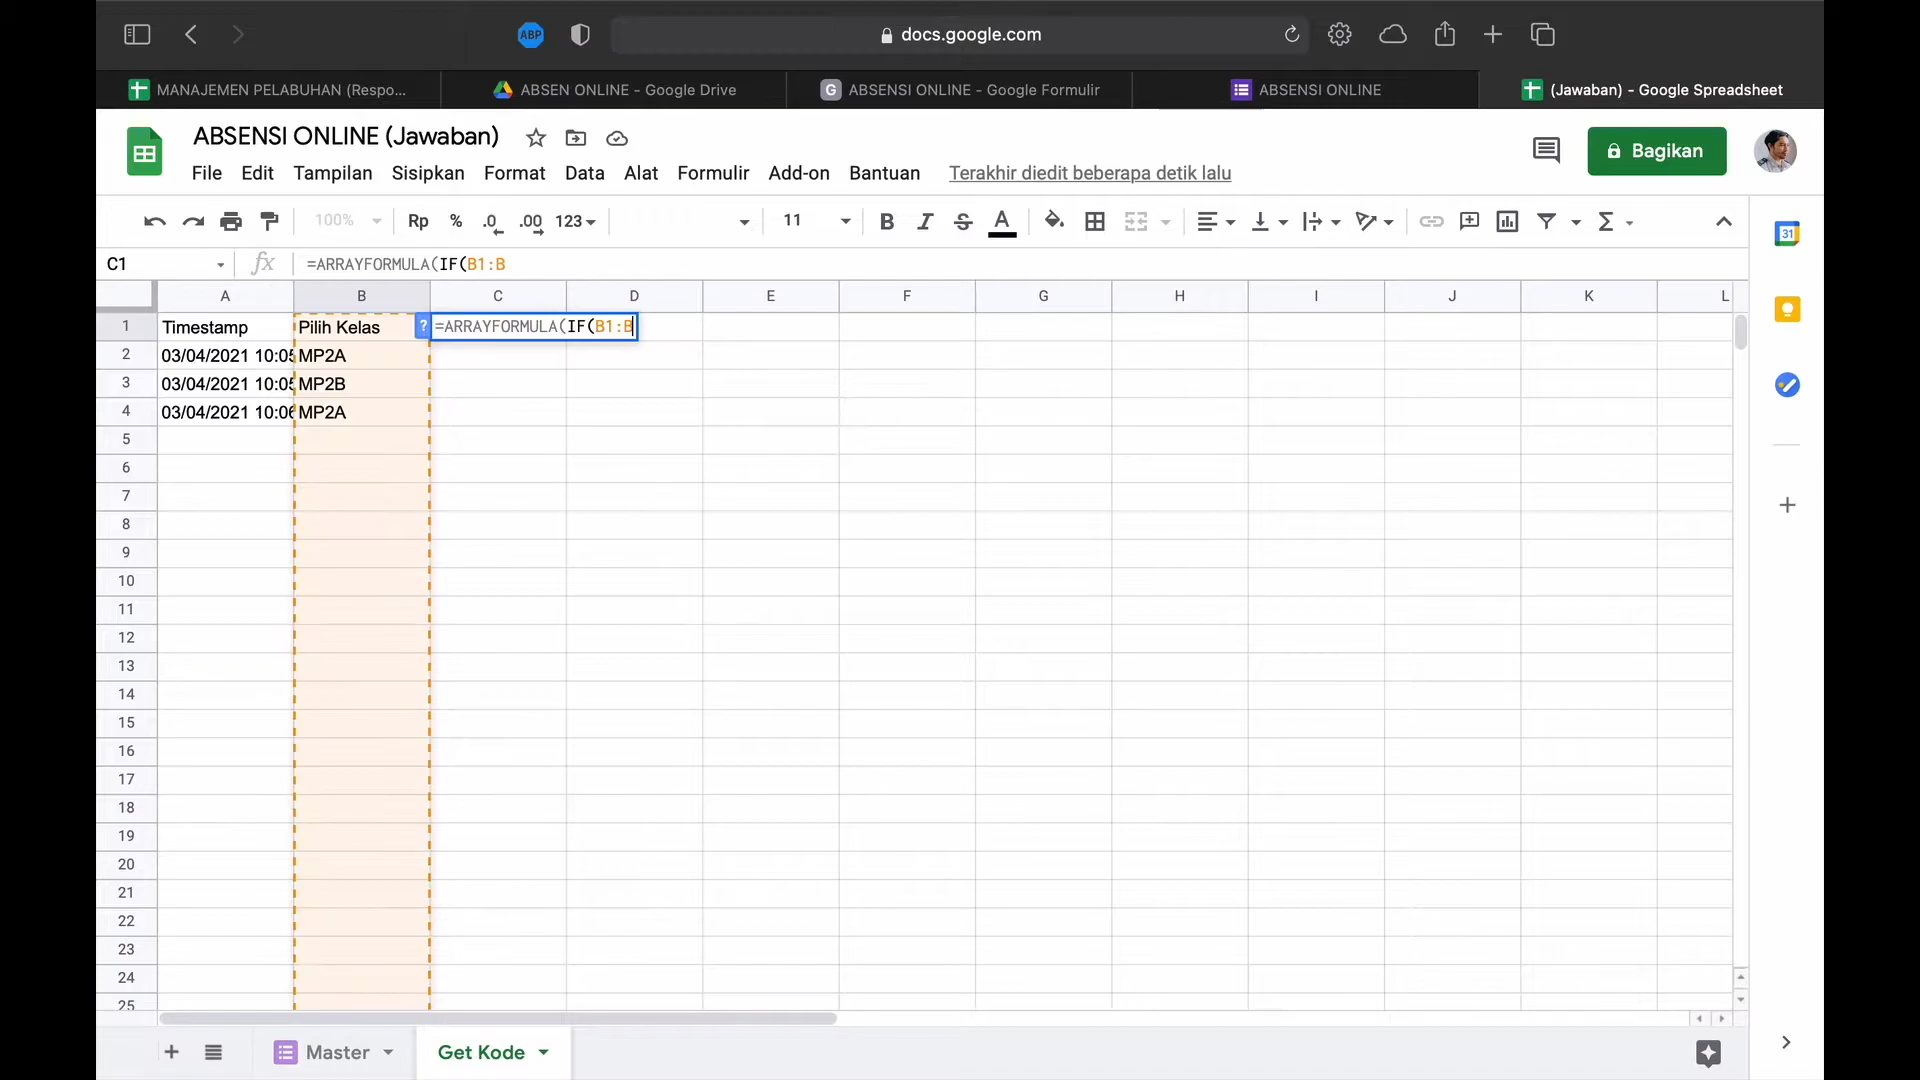 ABP
docs.google.com
MANAJEMEN PELABUHAN (Respo...
ABSEN ONLINE - Google Drive
G
ABSENSI ONLINE - Google Formulir
ABSENSI ONLINE
(Jawaban) - Google Spreadsheet
ABSENSI ONLINE (Jawaban)
Bagikan
File Edit Tampilan Sisipkan Format Data Alat Formulir Add-on Bantuan Terakhir diedit beberapa detik lalu
100% Rp % .0 .00 123 11 B I S A Σ
31
C1 fx =ARRAYFORMULA(IF(B1:B
A B C D E F G H I J K L
1 Timestamp Pilih Kelas ? =ARRAYFORMULA(IF(B1:B
2 03/04/2021 10:05 MP2A
3 03/04/2021 10:05 MP2B
4 03/04/2021 10:06 MP2A
5
6
7
8
9
10
11
12
13
14
15
16
17
18
19
20
21
22
23
24
25
Master Get Kode